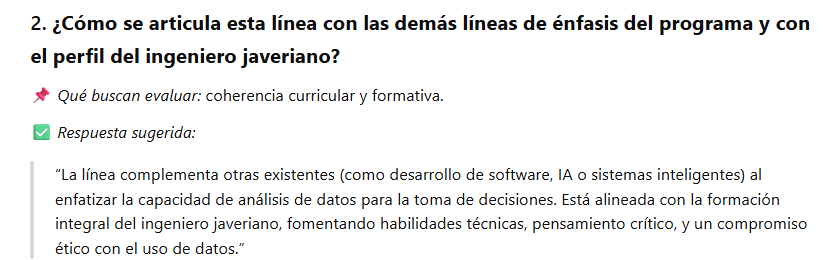 2. ¿Cómo se articula esta línea con las demás líneas de énfasis del programa y con
el perfil del ingeniero javeriano?
📌 Qué buscan evaluar: coherencia curricular y formativa.
✅ Respuesta sugerida:
“La línea complementa otras existentes (como desarrollo de software, IA o sistemas inteligentes) al
enfatizar la capacidad de análisis de datos para la toma de decisiones. Está alineada con la formación
integral del ingeniero javeriano, fomentando habilidades técnicas, pensamiento crítico, y un compromiso
ético con el uso de datos.”